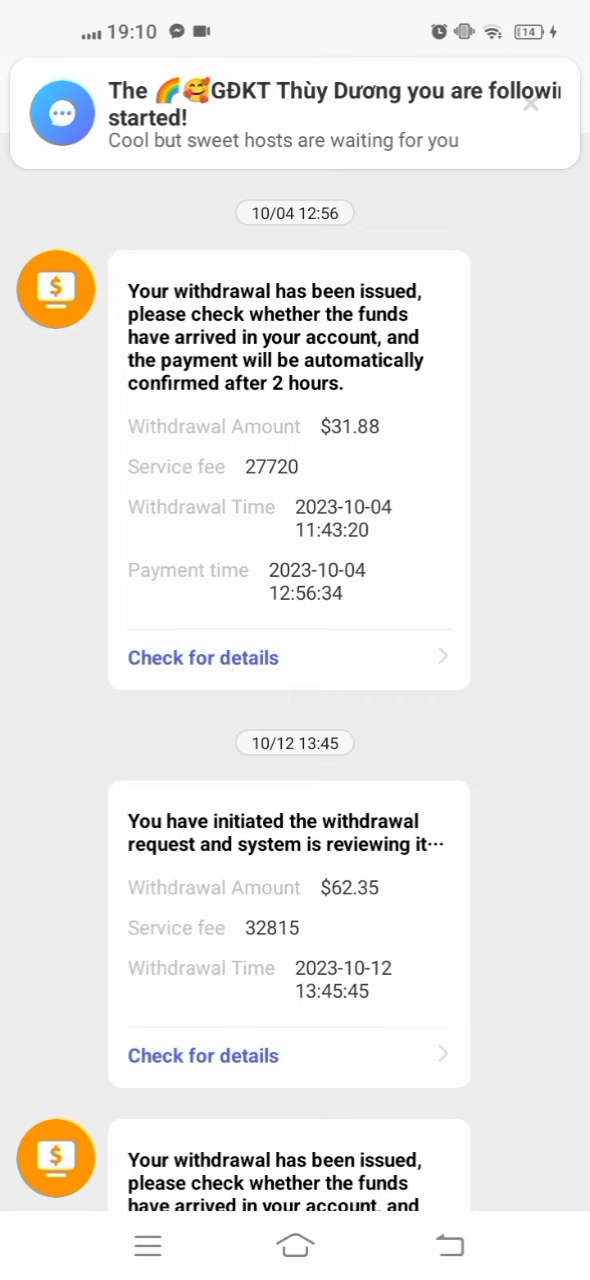 19:10
14
The 🌈🥰GĐKT Thùy Dương you are followi
started!
Cool but sweet hosts are waiting for you
10/04 12:56
Your withdrawal has been issued,
please check whether the funds
have arrived in your account, and
the payment will be automatically
confirmed after 2 hours.
Withdrawal Amount $31.88
Service fee 27720
Withdrawal Time 2023-10-04
11:43:20
Payment time 2023-10-04
12:56:34
Check for details
10/12 13:45
You have initiated the withdrawal
request and system is reviewing it···
Withdrawal Amount $62.35
Service fee 32815
Withdrawal Time 2023-10-12
13:45:45
Check for details
Your withdrawal has been issued,
please check whether the funds
have arrived in your account, and